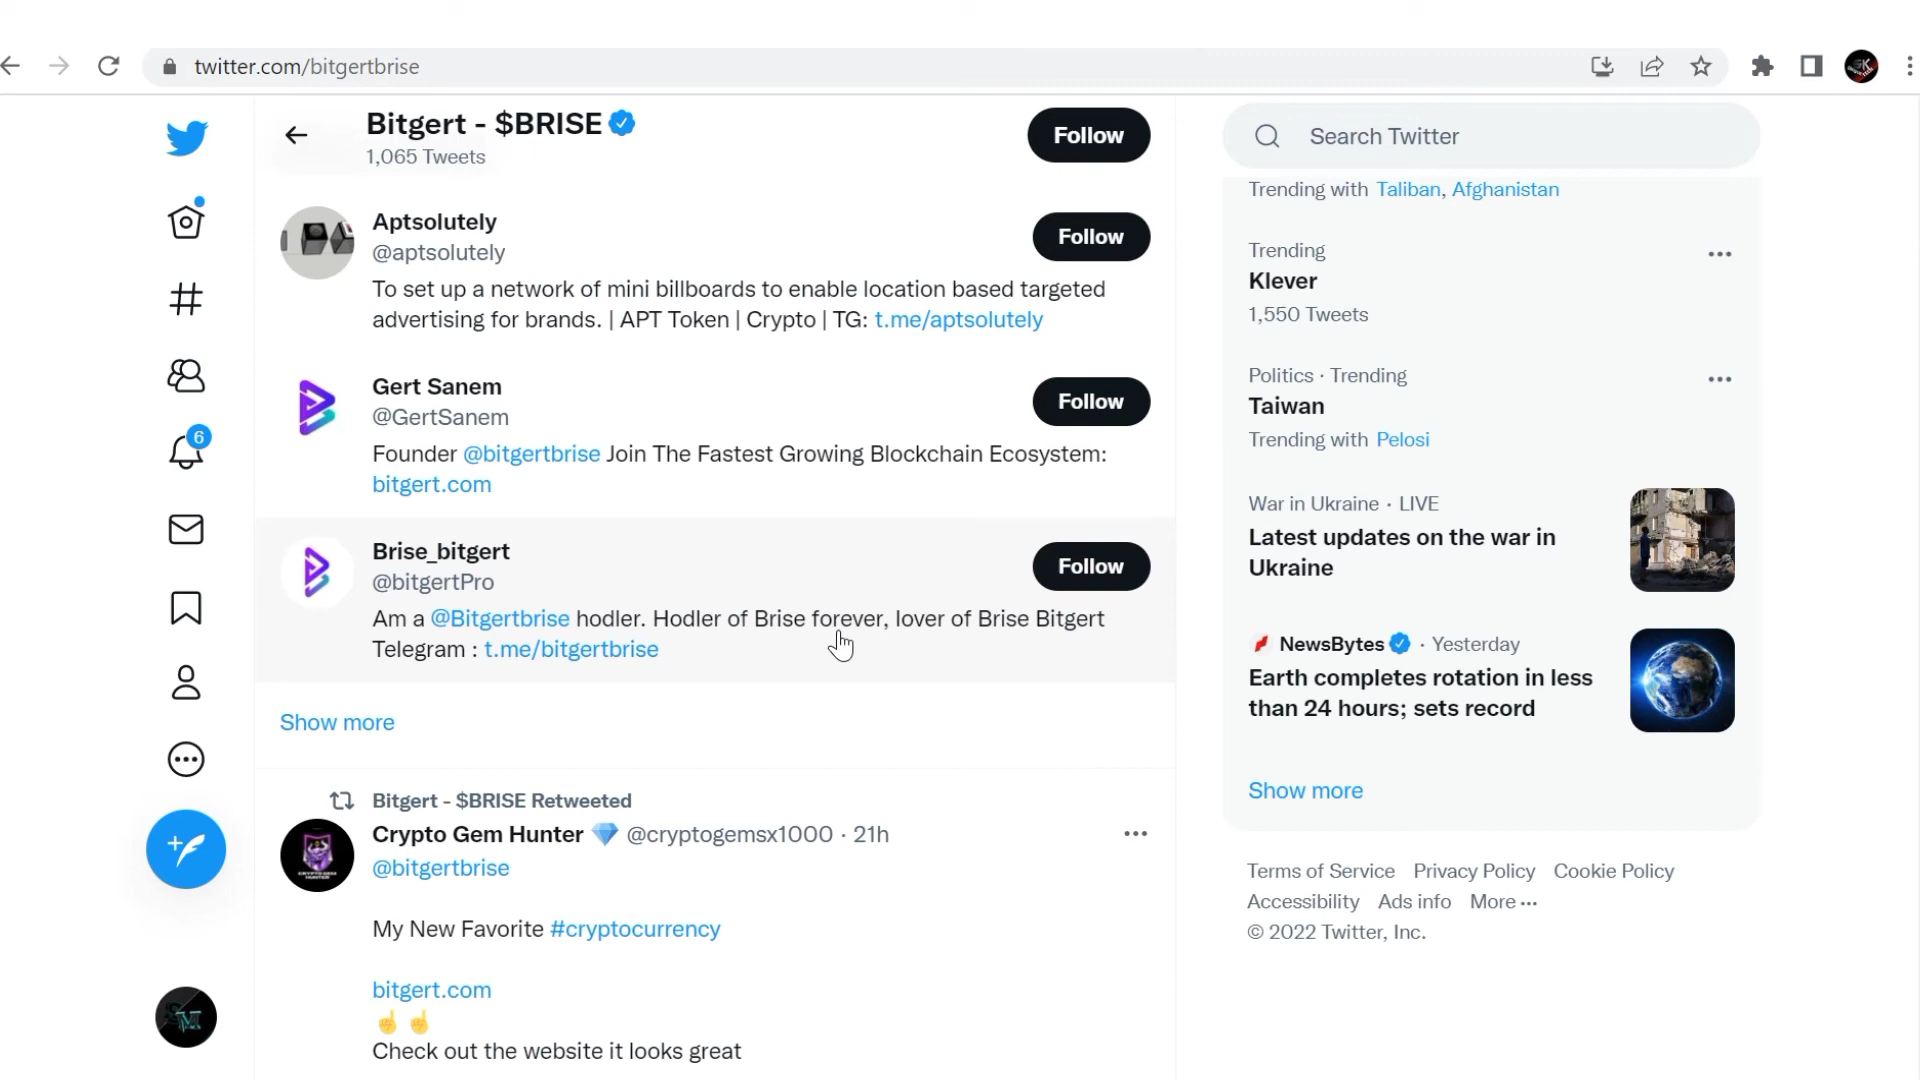 twitter.com/bitgertbrise
Bitgert - $BRISE
1,065 Tweets
Follow
Aptsolutely
@aptsolutely
Follow
To set up a network of mini billboards to enable location based targeted
advertising for brands. | APT Token | Crypto | TG: t.me/aptsolutely
Gert Sanem
@GertSanem
Follow
Founder @bitgertbrise Join The Fastest Growing Blockchain Ecosystem:
bitgert.com
Brise_bitgert
@bitgertPro
Follow
Am a @Bitgertbrise hodler. Hodler of Brise forever, lover of Brise Bitgert
Telegram : t.me/bitgertbrise
Show more
Bitgert - $BRISE Retweeted
Crypto Gem Hunter 💎 @cryptogemsx1000 · 21h
@bitgertbrise
My New Favorite #cryptocurrency
bitgert.com
☝ ☝
Check out the website it looks great
6
Search Twitter
Trending with Taliban, Afghanistan
Trending
Klever
1,550 Tweets
Politics · Trending
Taiwan
Trending with Pelosi
War in Ukraine · LIVE
Latest updates on the war in
Ukraine
NewsBytes · Yesterday
Earth completes rotation in less
than 24 hours; sets record
Show more
Terms of Service Privacy Policy Cookie Policy
Accessibility Ads info More ···
© 2022 Twitter, Inc.